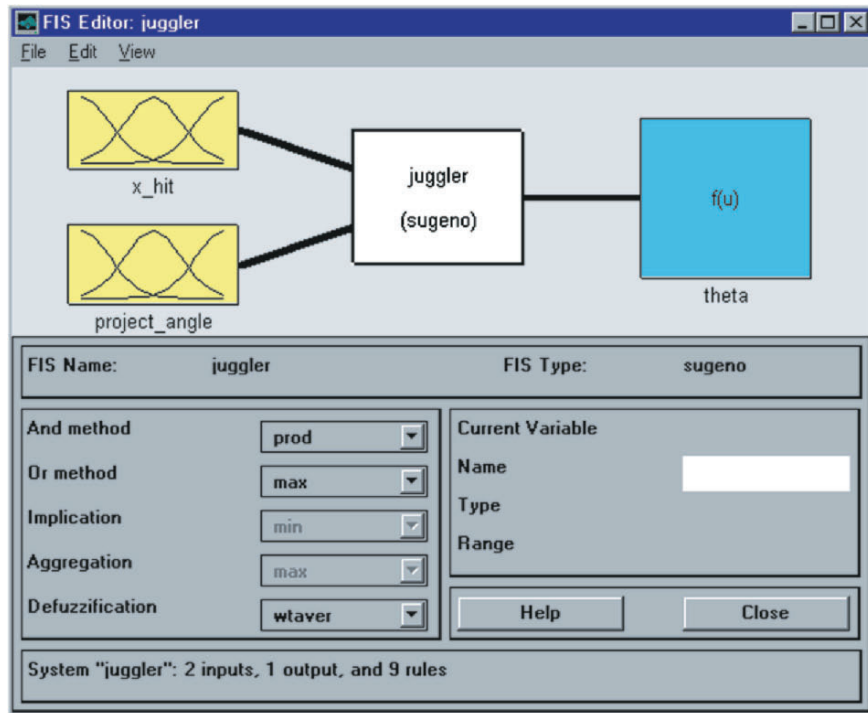 FIS Editor: juggler
File Edit View
x_hit
project_angle
juggler
(sugeno)
f(u)
theta
FIS Name: juggler FIS Type: sugeno
And method prod
Or method max
Implication min
Aggregation max
Defuzzification wtaver
Current Variable
Name
Type
Range
Help Close
System "juggler": 2 inputs, 1 output, and 9 rules